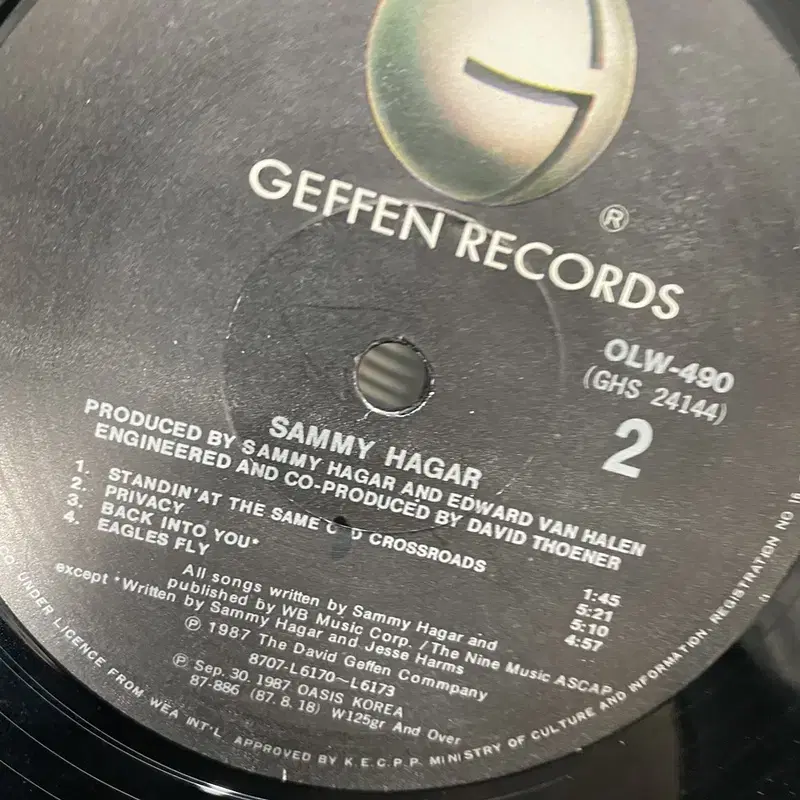 GEFFEN RECORDS
®
OLW-490
(GHS 24144)
2
SAMMY HAGAR
PRODUCED BY SAMMY HAGAR AND EDWARD VAN HALEN
ENGINEERED AND CO-PRODUCED BY DAVID THOENER
1. STANDIN' AT THE SAME CROSSROADS 1:45
2. PRIVACY 5:21
3. BACK INTO YOU* 5:10
4. EAGLES FLY 4:57
All songs written by Sammy Hagar and
published by WB Music Corp. / The Nine Music ASCAP
except *Written by Sammy Hagar and Jesse Harms
℗ 1987 The David Geffen Commpany
8707-L6170~L6173
℗ Sep. 30. 1987 OASIS KOREA
87-886 (87. 8. 18) W125gr And Over
CO UNDER LICENCE FROM WEA INT'L APPROVED BY K.E.C.P.P. MINISTRY OF CULTURE AND INFORMATION, REGISTRATION NO